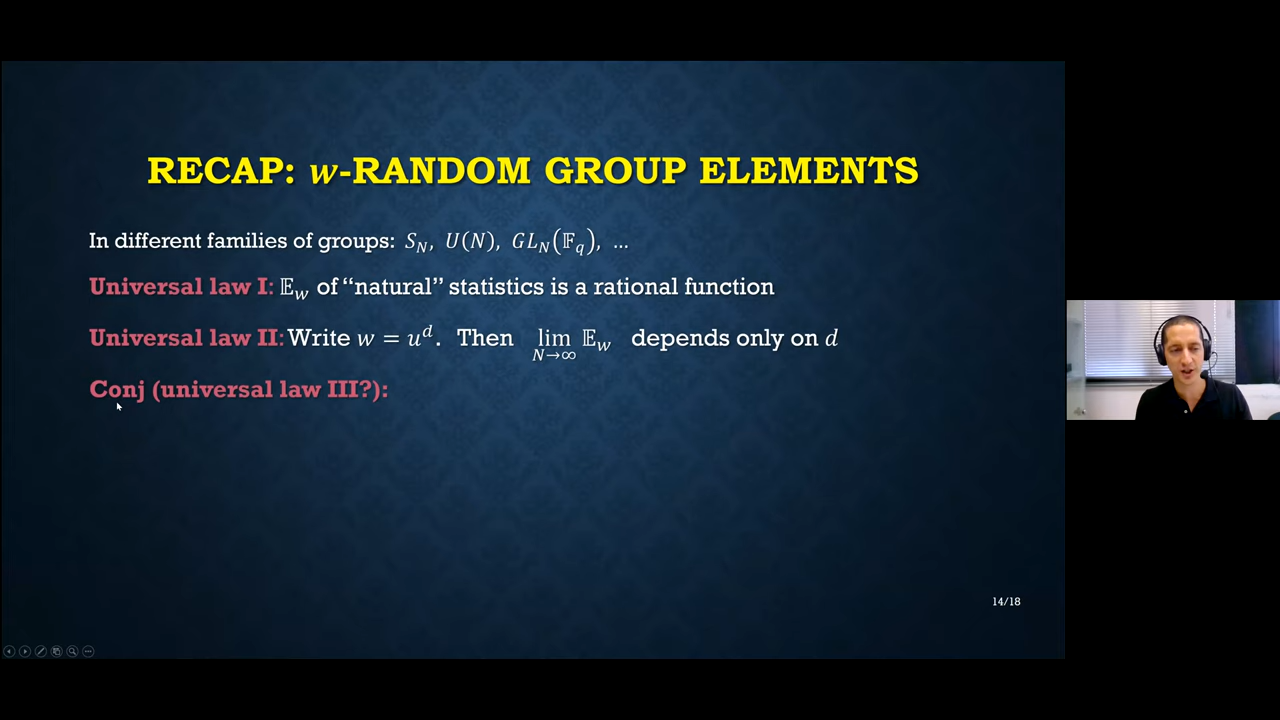 RECAP: w-RANDOM GROUP ELEMENTS
In different families of groups: S_N, U(N), GL_N(𝔽_q), ...
Universal law I: 𝔼_w of “natural” statistics is a rational function
Universal law II: Write w = u^d. Then lim_{N→∞} 𝔼_w depends only on d
Conj (universal law III?):
14/18